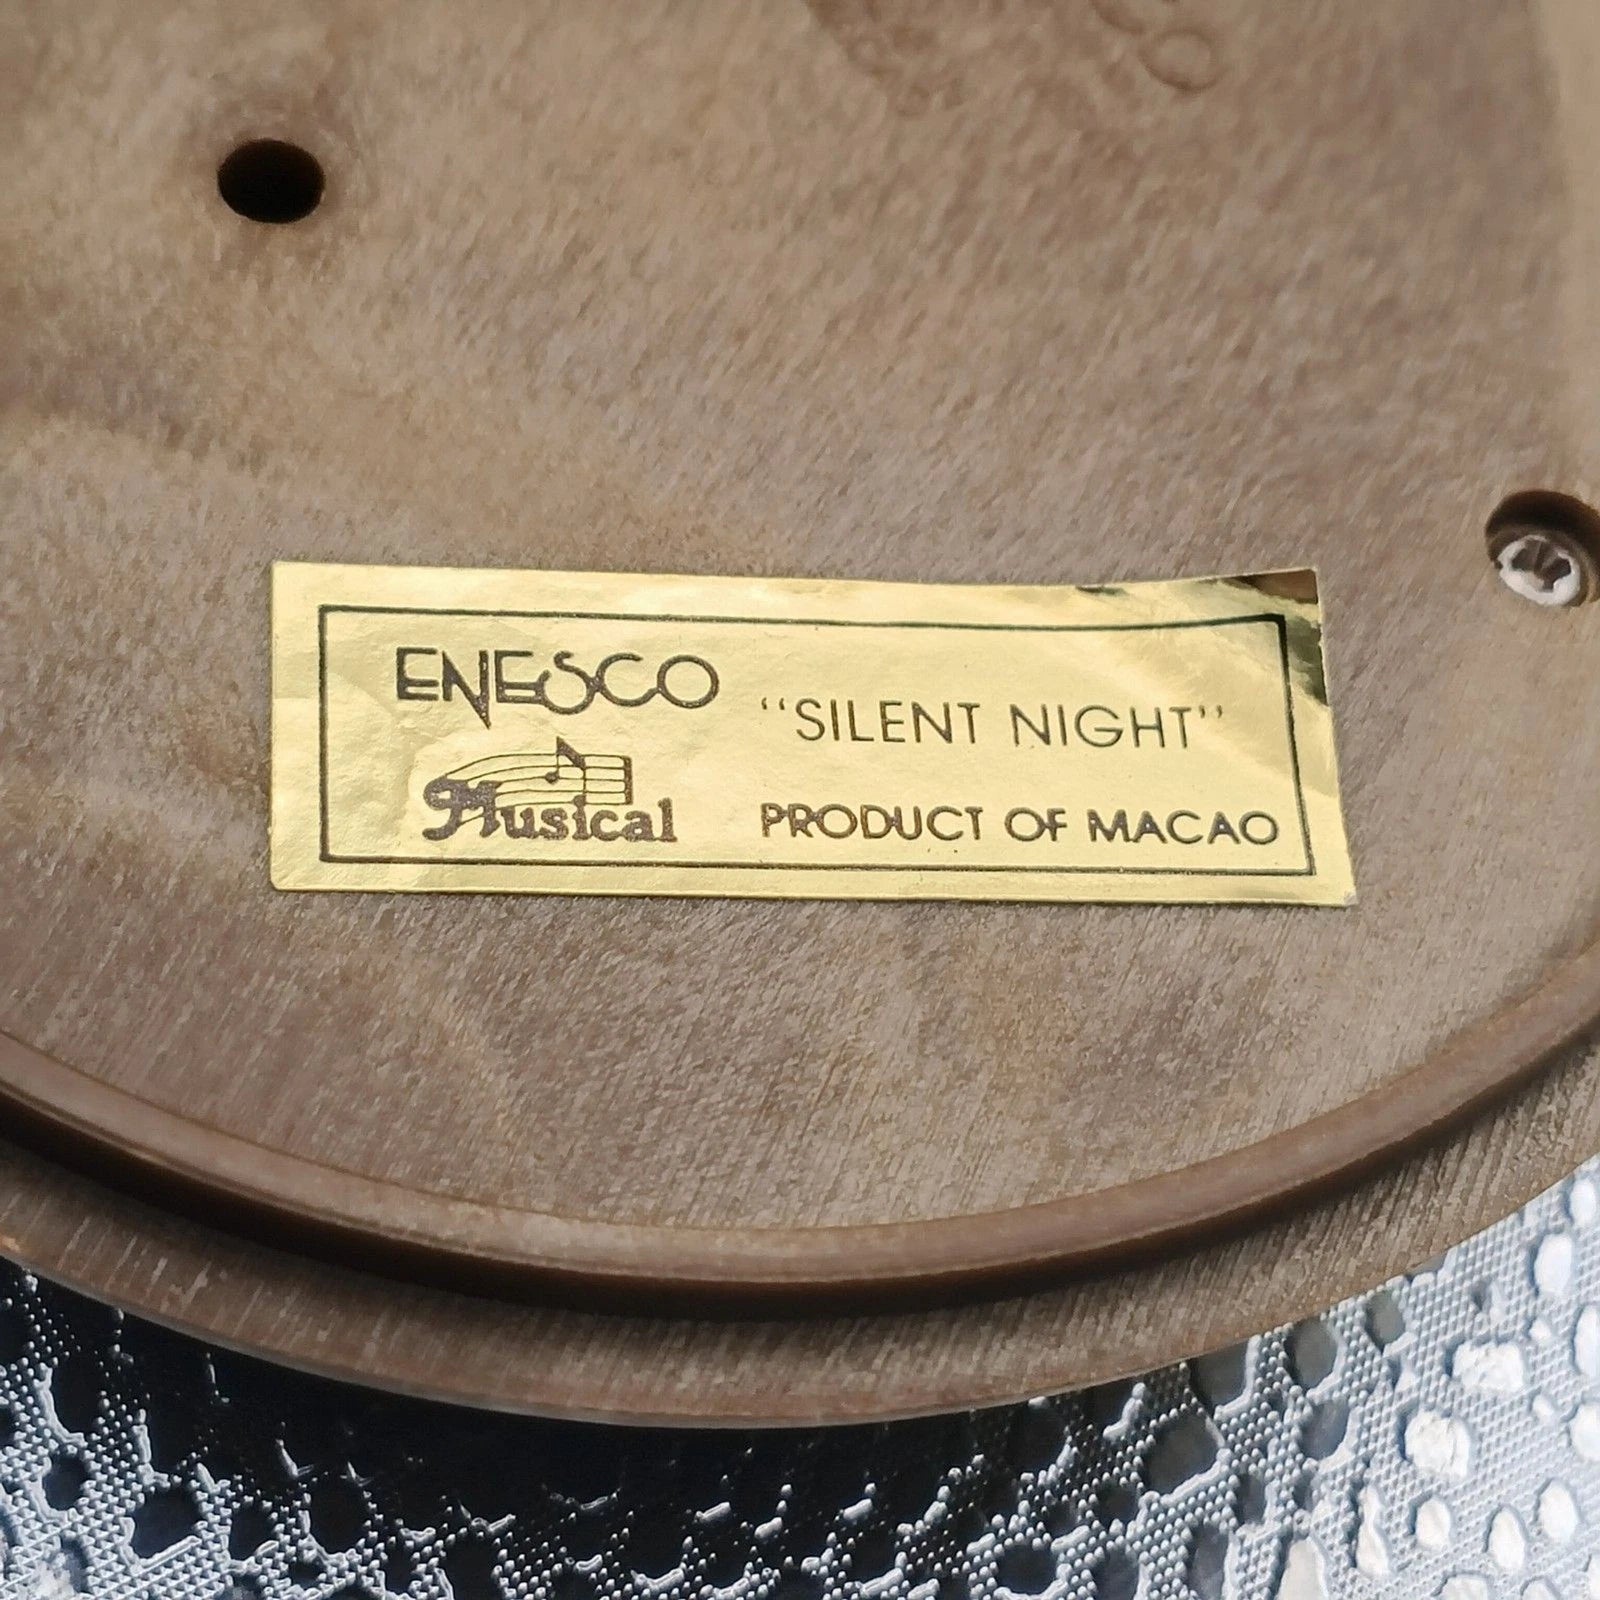 ENESCO
Musical
“SILENT NIGHT”
PRODUCT OF MACAO